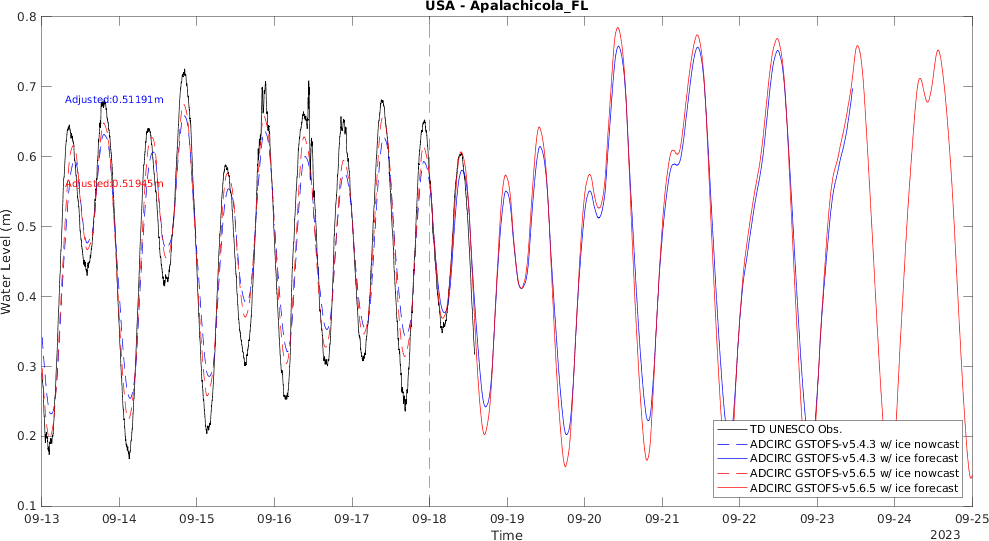 USA - Apalachicola_FL
0.8
0.7
0.6
0.5
0.4
0.3
0.2
0.1
Water Level (m)
Adjusted:0.51191m
Adjusted:0.51945m
TD UNESCO Obs.
ADCIRC GSTOFS-v5.4.3 w/ ice nowcast
ADCIRC GSTOFS-v5.4.3 w/ ice forecast
ADCIRC GSTOFS-v5.6.5 w/ ice nowcast
ADCIRC GSTOFS-v5.6.5 w/ ice forecast
09-13 09-14 09-15 09-16 09-17 09-18 09-19 09-20 09-21 09-22 09-23 09-24 09-25
Time
2023